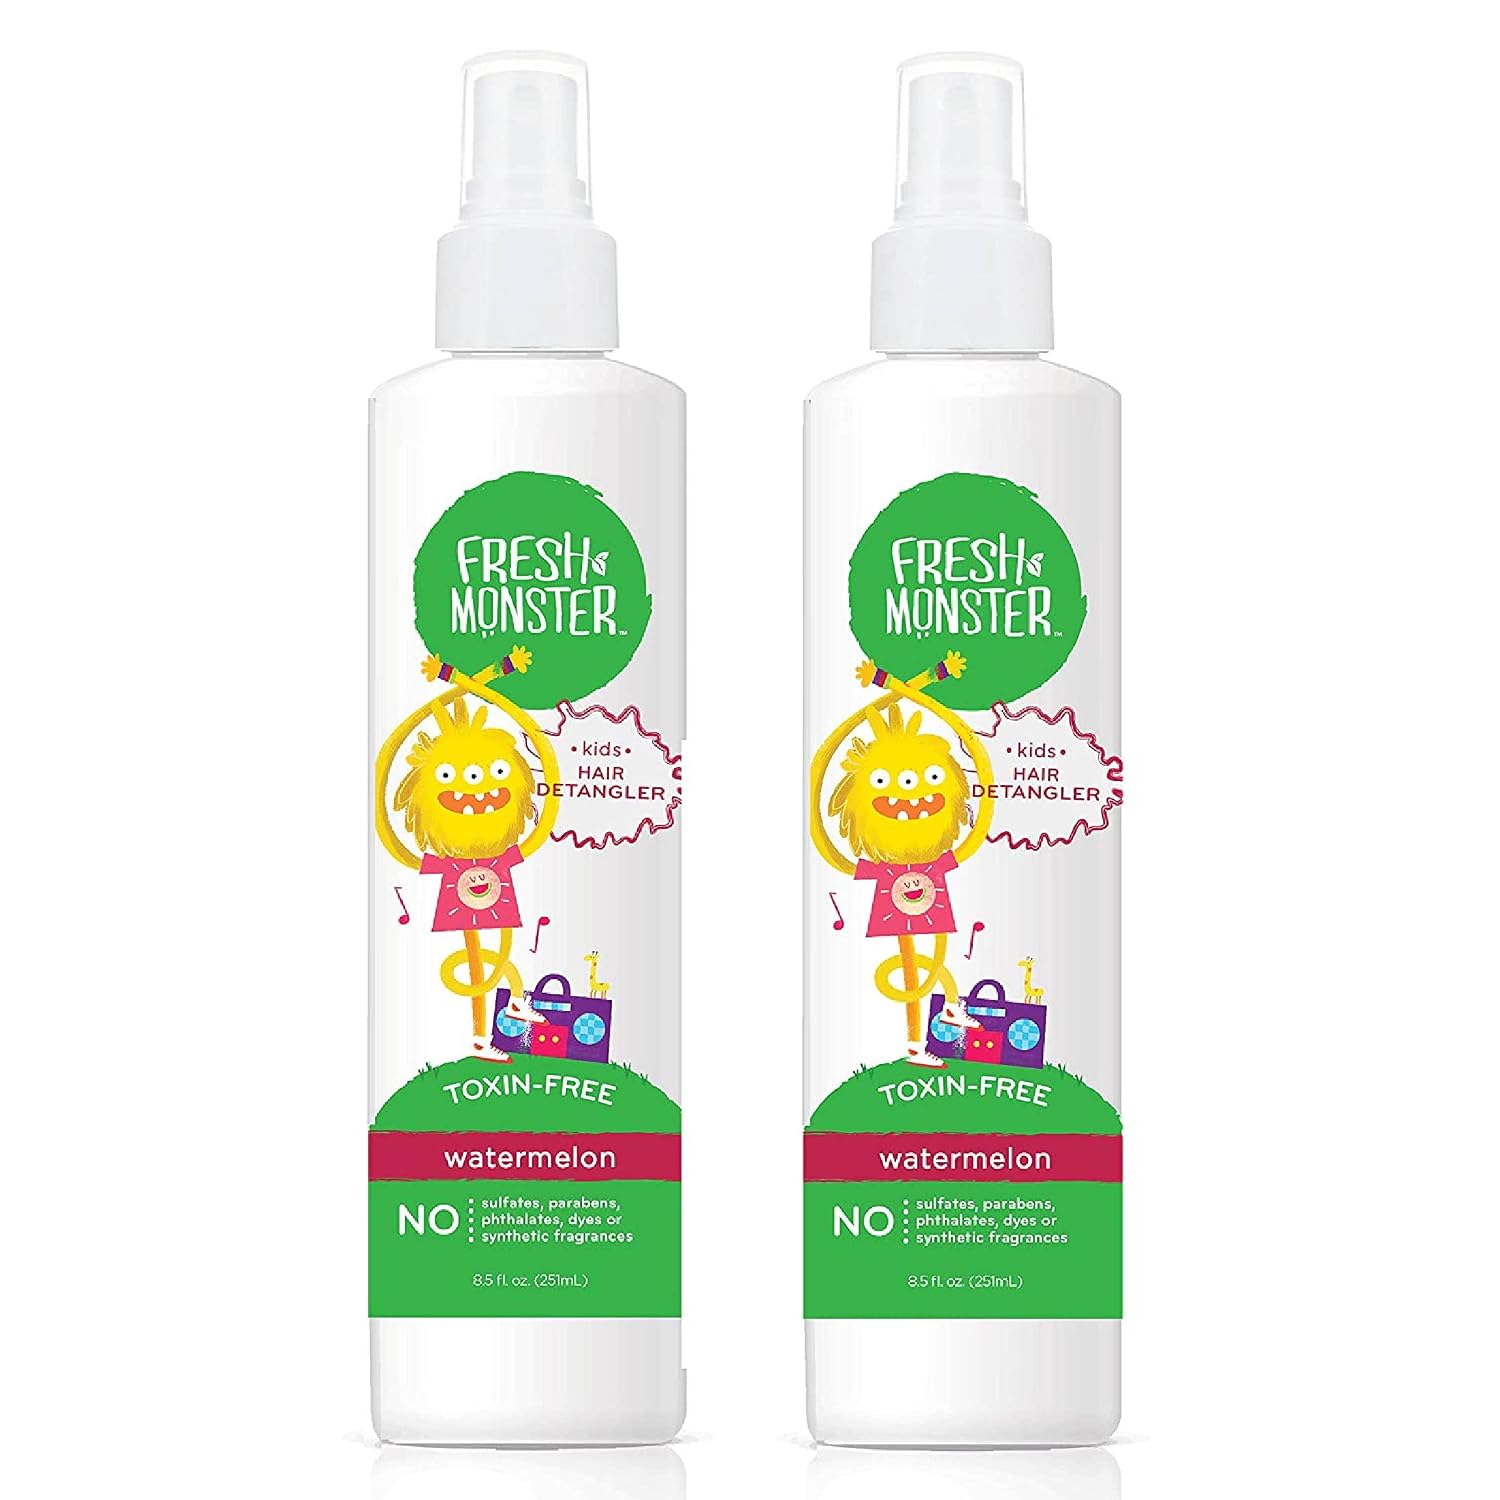 FRESH
MONSTER™
• kids •
HAIR
DETANGLER
TOXIN-FREE
watermelon
NO
sulfates, parabens,
phthalates, dyes or
synthetic fragrances
8.5 fl. oz. (251mL)
FRESH
MONSTER™
• kids •
HAIR
DETANGLER
TOXIN-FREE
watermelon
NO
sulfates, parabens,
phthalates, dyes or
synthetic fragrances
8.5 fl. oz. (251mL)